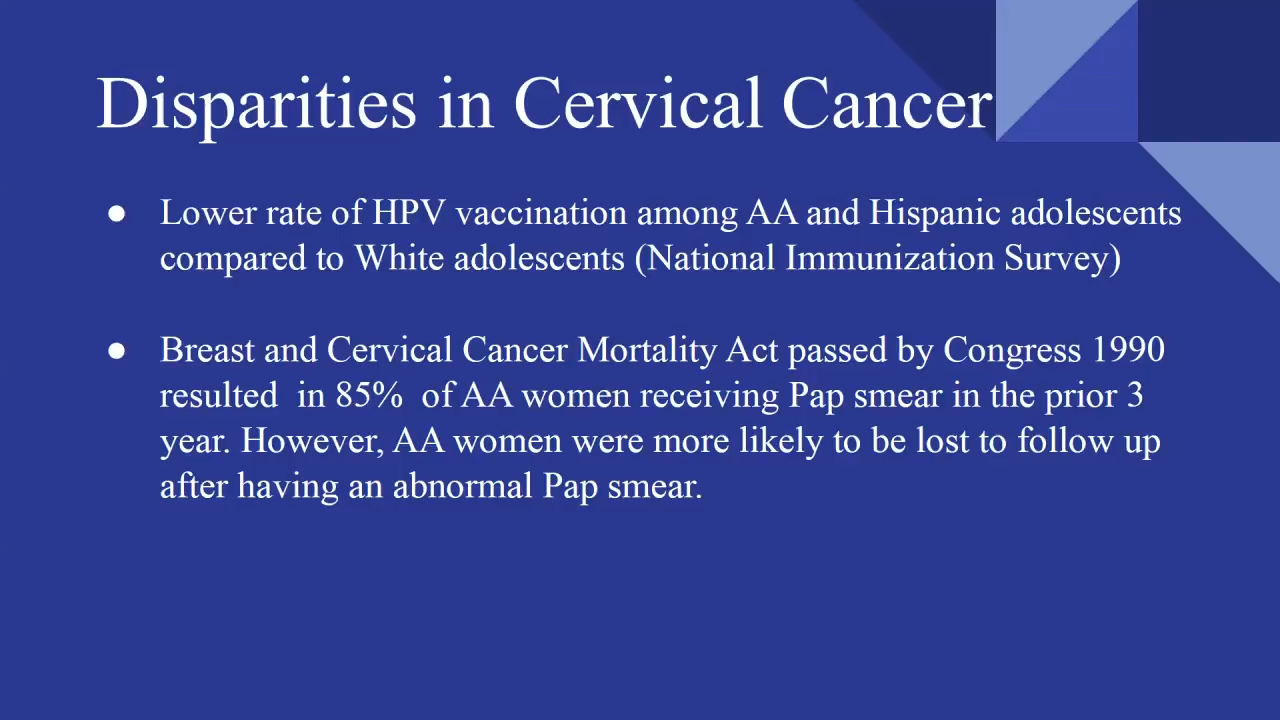 Disparities in Cervical Cancer
● Lower rate of HPV vaccination among AA and Hispanic adolescents
compared to White adolescents (National Immunization Survey)
● Breast and Cervical Cancer Mortality Act passed by Congress 1990
resulted  in 85%  of AA women receiving Pap smear in the prior 3
year. However, AA women were more likely to be lost to follow up
after having an abnormal Pap smear.